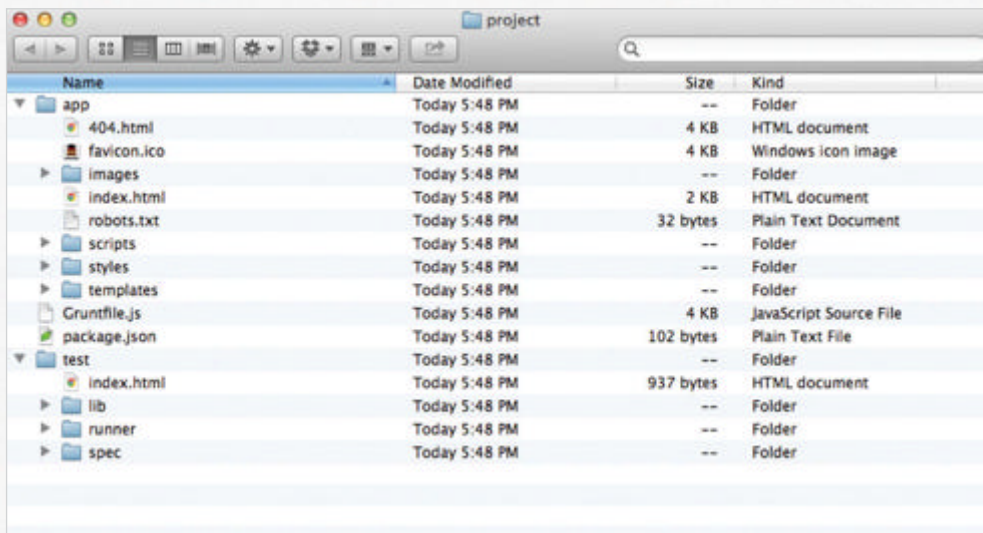 project
Name Date Modified Size Kind
app Today 5:48 PM -- Folder
404.html Today 5:48 PM 4 KB HTML document
favicon.ico Today 5:48 PM 4 KB Windows icon image
images Today 5:48 PM -- Folder
index.html Today 5:48 PM 2 KB HTML document
robots.txt Today 5:48 PM 32 bytes Plain Text Document
scripts Today 5:48 PM -- Folder
styles Today 5:48 PM -- Folder
templates Today 5:48 PM -- Folder
Gruntfile.js Today 5:48 PM 4 KB JavaScript Source File
package.json Today 5:48 PM 102 bytes Plain Text File
test Today 5:48 PM -- Folder
index.html Today 5:48 PM 937 bytes HTML document
lib Today 5:48 PM -- Folder
runner Today 5:48 PM -- Folder
spec Today 5:48 PM -- Folder